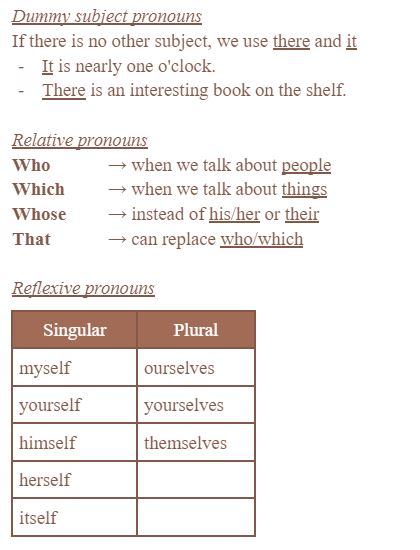 Dummy subject pronouns
If there is no other subject, we use there and it
- It is nearly one o'clock.
- There is an interesting book on the shelf.
Relative pronouns
Who → when we talk about people
Which → when we talk about things
Whose → instead of his/her or their
That → can replace who/which
Reflexive pronouns
Singular Plural
myself ourselves
yourself yourselves
himself themselves
herself
itself